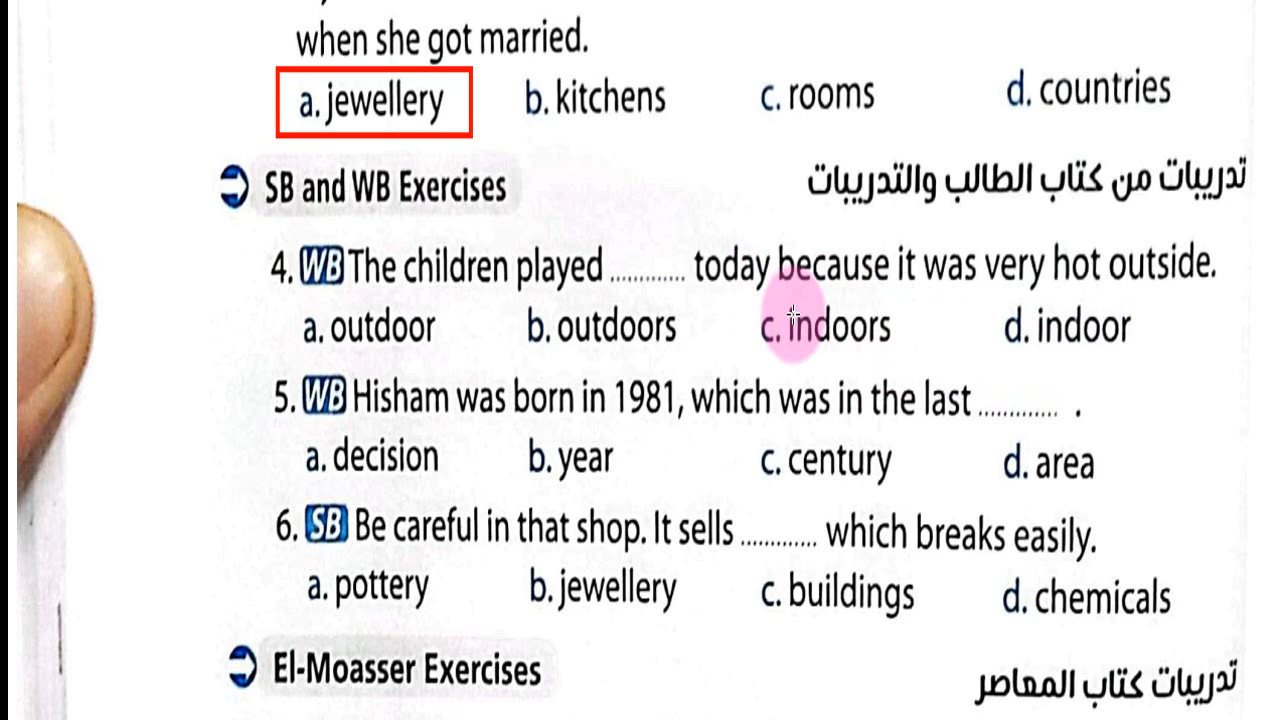 when she got married.
a. jewellery b. kitchens c. rooms d. countries
SB and WB Exercises تدريبات من كتاب الطالب والتدريبات
4. WB The children played ............. today because it was very hot outside.
a. outdoor b. outdoors c. indoors d. indoor
5. WB Hisham was born in 1981, which was in the last ............. .
a. decision b. year c. century d. area
6. SB Be careful in that shop. It sells ............. which breaks easily.
a. pottery b. jewellery c. buildings d. chemicals
El-Moasser Exercises تدريبات كتاب المعاصر